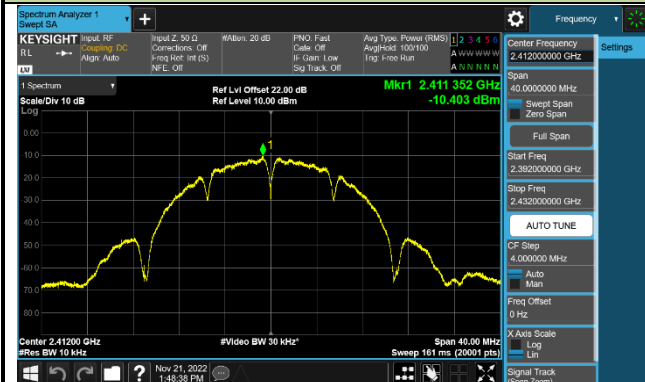 Spectrum Analyzer 1
Swept SA
Frequency
KEYSIGHT
RL
Input: RF
Coupling: DC
Align: Auto
Input Z: 50 Ω
Corrections: Off
Freq Ref: Int (S)
NFE: Off
#Atten: 20 dB
PNO: Fast
Gate: Off
IF Gain: Low
Sig Track: Off
Avg Type: Power (RMS)
Avg|Hold: 100/100
Trig: Free Run
1 2 3 4 5 6
A W W W W W
A N N N N N
Center Frequency
2.412000000 GHz
Settings
Span
40.0000000 MHz
Swept Span
Zero Span
Full Span
Start Freq
2.392000000 GHz
Stop Freq
2.432000000 GHz
AUTO TUNE
CF Step
4.000000 MHz
Auto
Man
Freq Offset
0 Hz
X Axis Scale
Log
Lin
Signal Track
(Span Zoom)
1 Spectrum
Scale/Div 10 dB
Log
Ref Lvl Offset 22.00 dB
Ref Level 10.00 dBm
Mkr1 2.411 352 GHz
-10.403 dBm
0.00
-10.0
-20.0
-30.0
-40.0
-50.0
-60.0
-70.0
-80.0
1
Center 2.41200 GHz
#Res BW 10 kHz
#Video BW 30 kHz*
Span 40.00 MHz
Sweep 161 ms (20001 pts)
Nov 21, 2022
1:48:38 PM